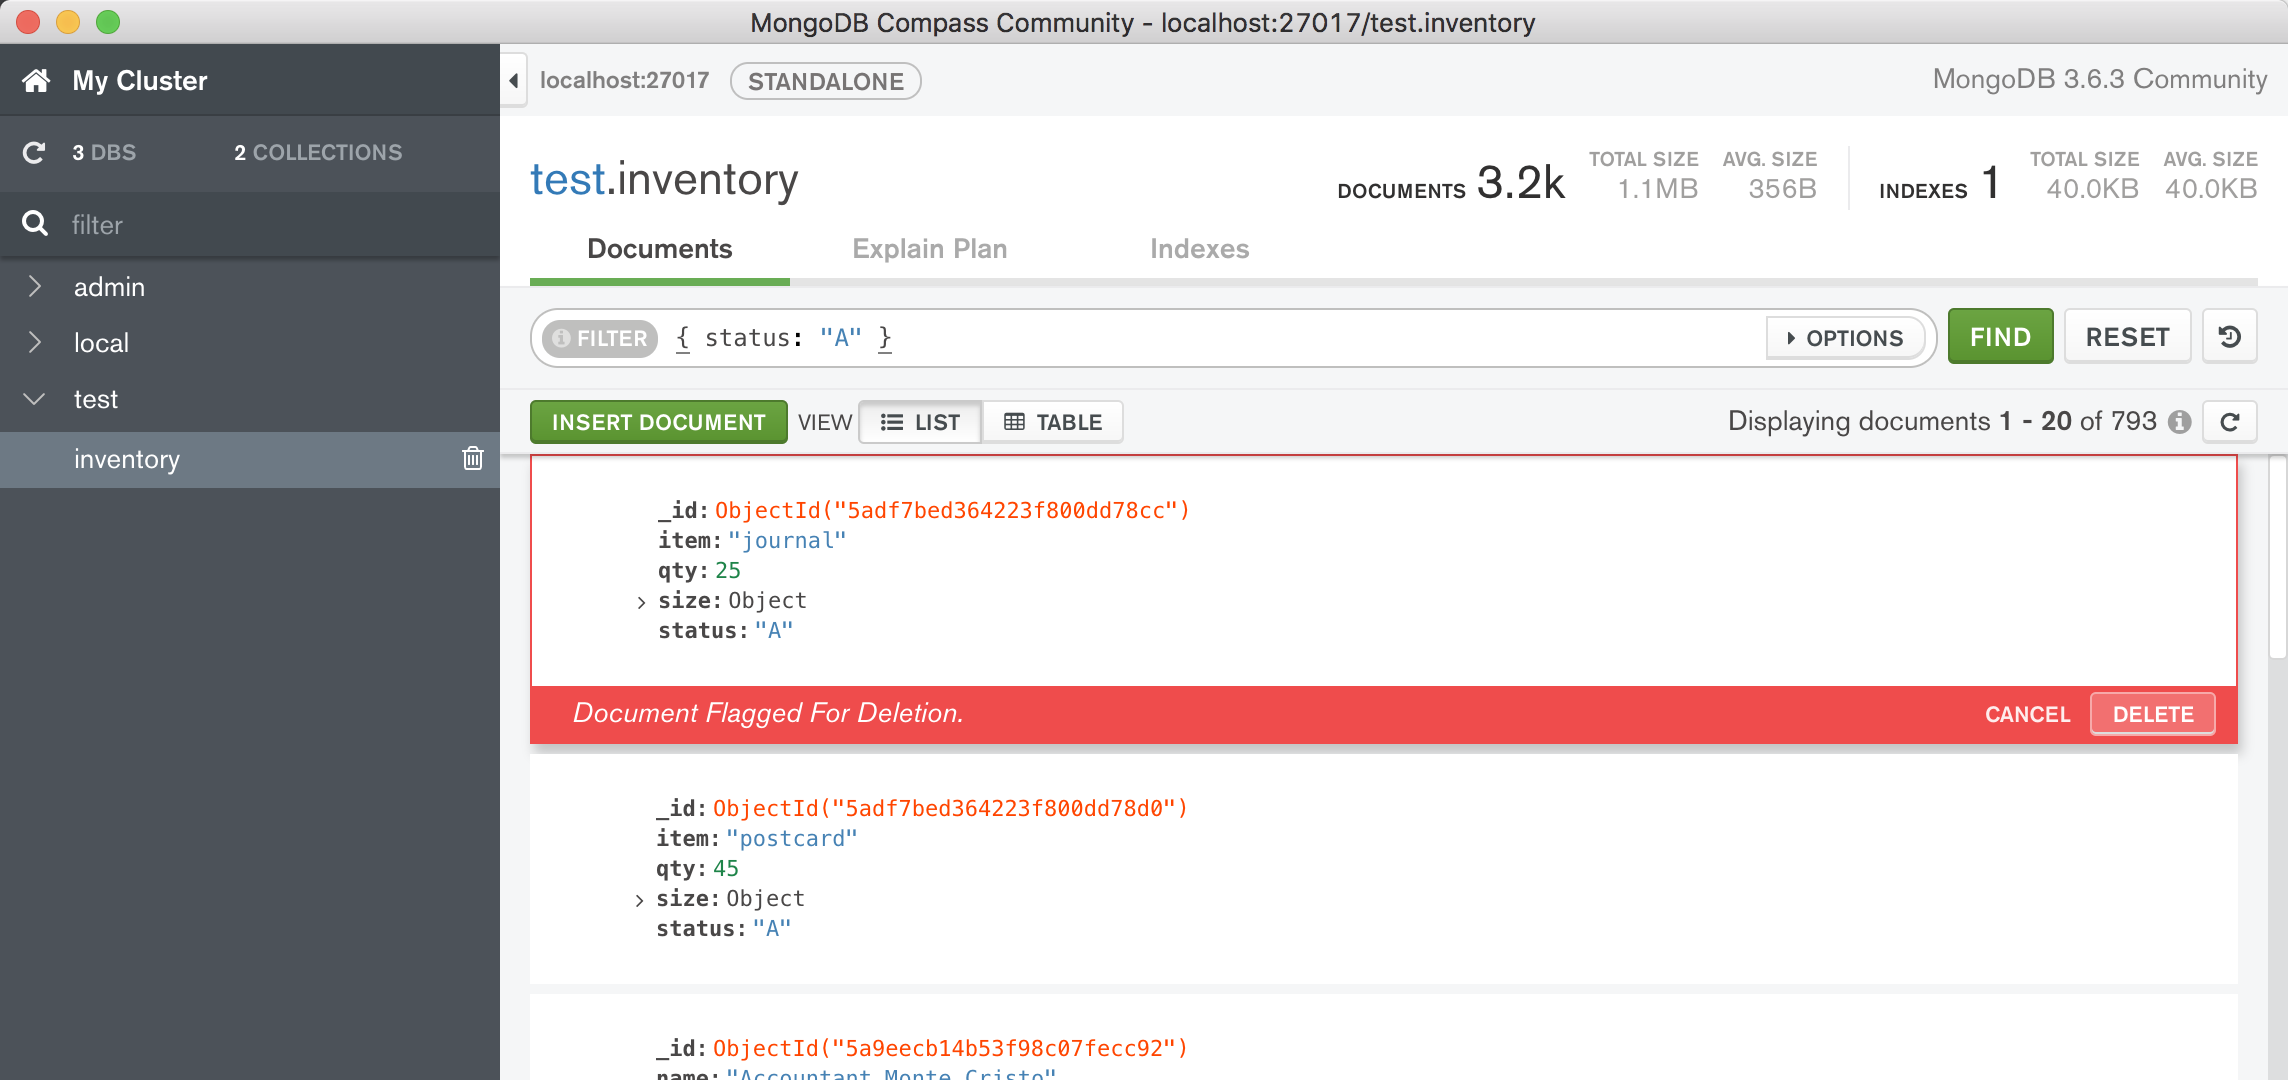 MongoDB Compass Community - localhost:27017/test.inventory
My Cluster
localhost:27017 STANDALONE MongoDB 3.6.3 Community
3 DBS 2 COLLECTIONS
filter
admin
local
test
inventory
test.inventory
DOCUMENTS 3.2k TOTAL SIZE 1.1MB AVG. SIZE 356B INDEXES 1 TOTAL SIZE 40.0KB AVG. SIZE 40.0KB
Documents Explain Plan Indexes
FILTER { status: "A" } OPTIONS FIND RESET
INSERT DOCUMENT VIEW LIST TABLE Displaying documents 1 - 20 of 793
_id: ObjectId("5adf7bed364223f800dd78cc")
item: "journal"
qty: 25
size: Object
status: "A"
Document Flagged For Deletion. CANCEL DELETE
_id: ObjectId("5adf7bed364223f800dd78d0")
item: "postcard"
qty: 45
size: Object
status: "A"
_id: ObjectId("5a9eecb14b53f98c07fecc92")
name: "Accountant Monte Cristo"